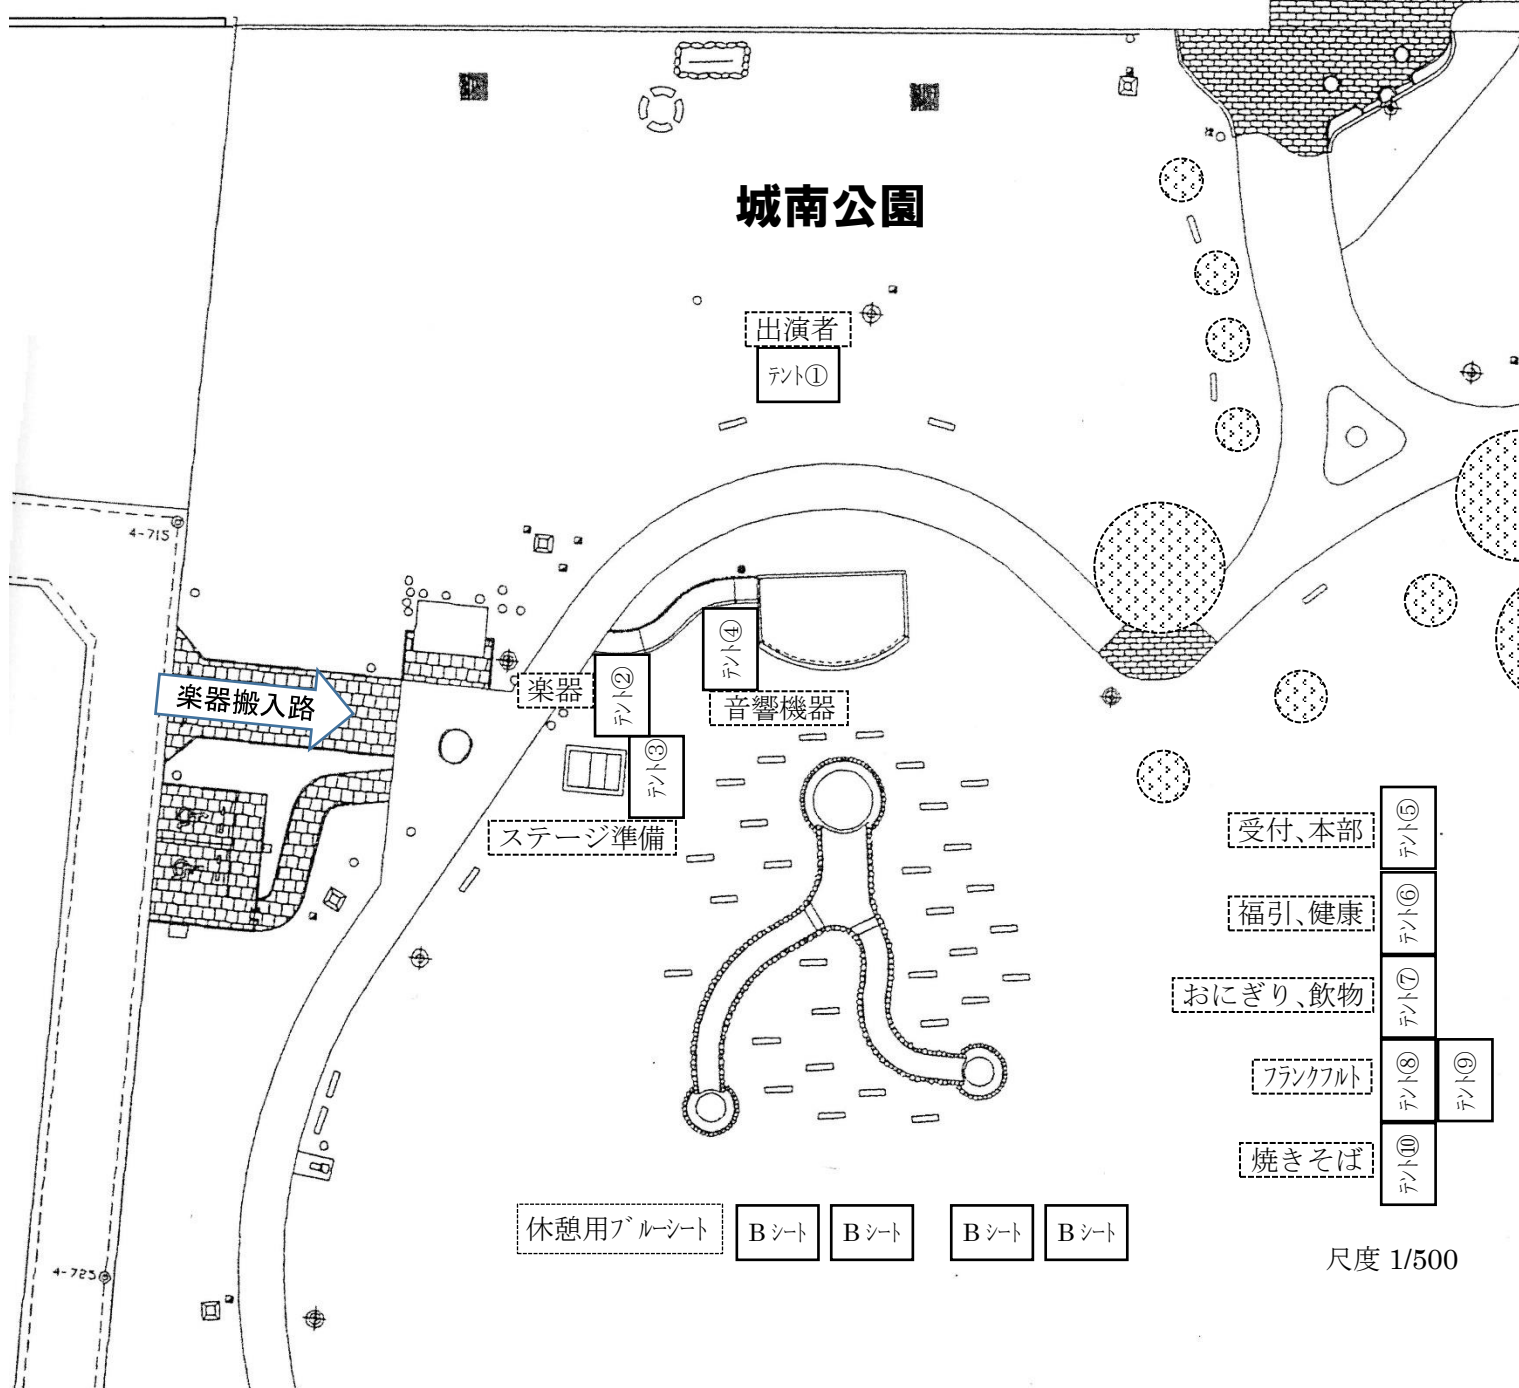 城南公園
出演者
テント①
4-715
楽器搬入路
楽器
テント②
テント④
音響機器
テント③
ステージ準備
受付、本部
テント⑤
福引、健康
テント⑥
おにぎり、飲物
テント⑦
フランクフルト
テント⑧
テント⑨
焼きそば
テント⑩
休憩用ブルーシート
Bシート
Bシート
Bシート
Bシート
尺度 1/500
4-723